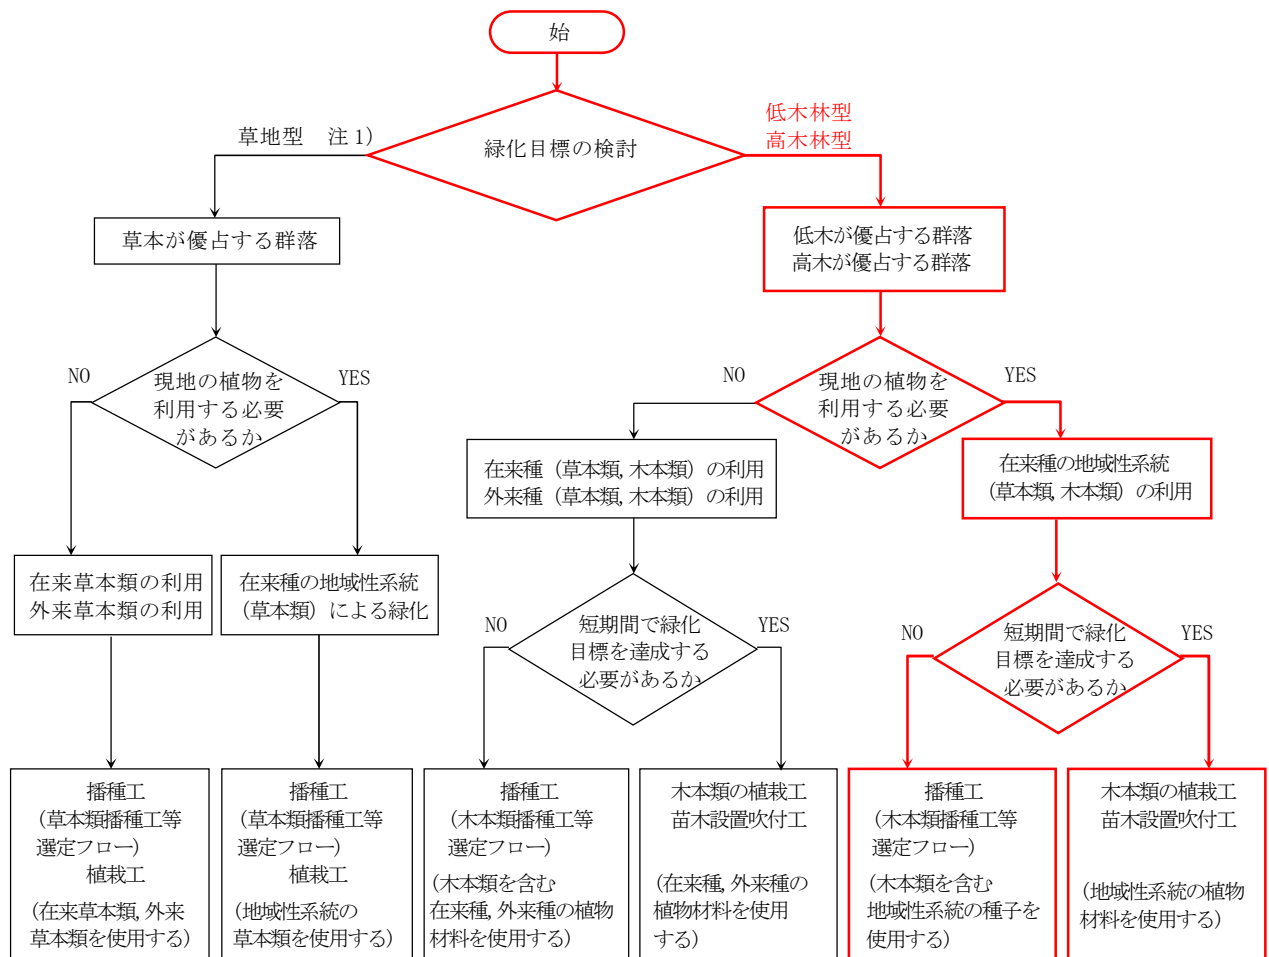 始
緑化目標の検討
草地型 注1)
低木林型
高木林型
草本が優占する群落
低木が優占する群落
高木が優占する群落
NO
現地の植物を
利用する必要
があるか
YES
NO
現地の植物を
利用する必要
があるか
YES
在来種（草本類,木本類）の利用
外来種（草本類,木本類）の利用
在来種の地域性系統
（草本類,木本類）の利用
在来草本類の利用
外来草本類の利用
在来種の地域性系統
（草本類）による緑化
NO
短期間で緑化
目標を達成する
必要があるか
YES
NO
短期間で緑化
目標を達成する
必要があるか
YES
播種工
（草本類播種工等
選定フロー）
植栽工
（在来草本類,外来
草本類を使用する）
播種工
（草本類播種工等
選定フロー）
植栽工
（地域性系統の
草本類を使用する）
播種工
（木本類播種工等
選定フロー）
（木本類を含む
在来種,外来種の植物
材料を使用する）
木本類の植栽工
苗木設置吹付工
（在来種,外来種の
植物材料を使用
する）
播種工
（木本類播種工等
選定フロー）
（木本類を含む
地域性系統の種子を
使用する）
木本類の植栽工
苗木設置吹付工
（地域性系統の植物
材料を使用する）